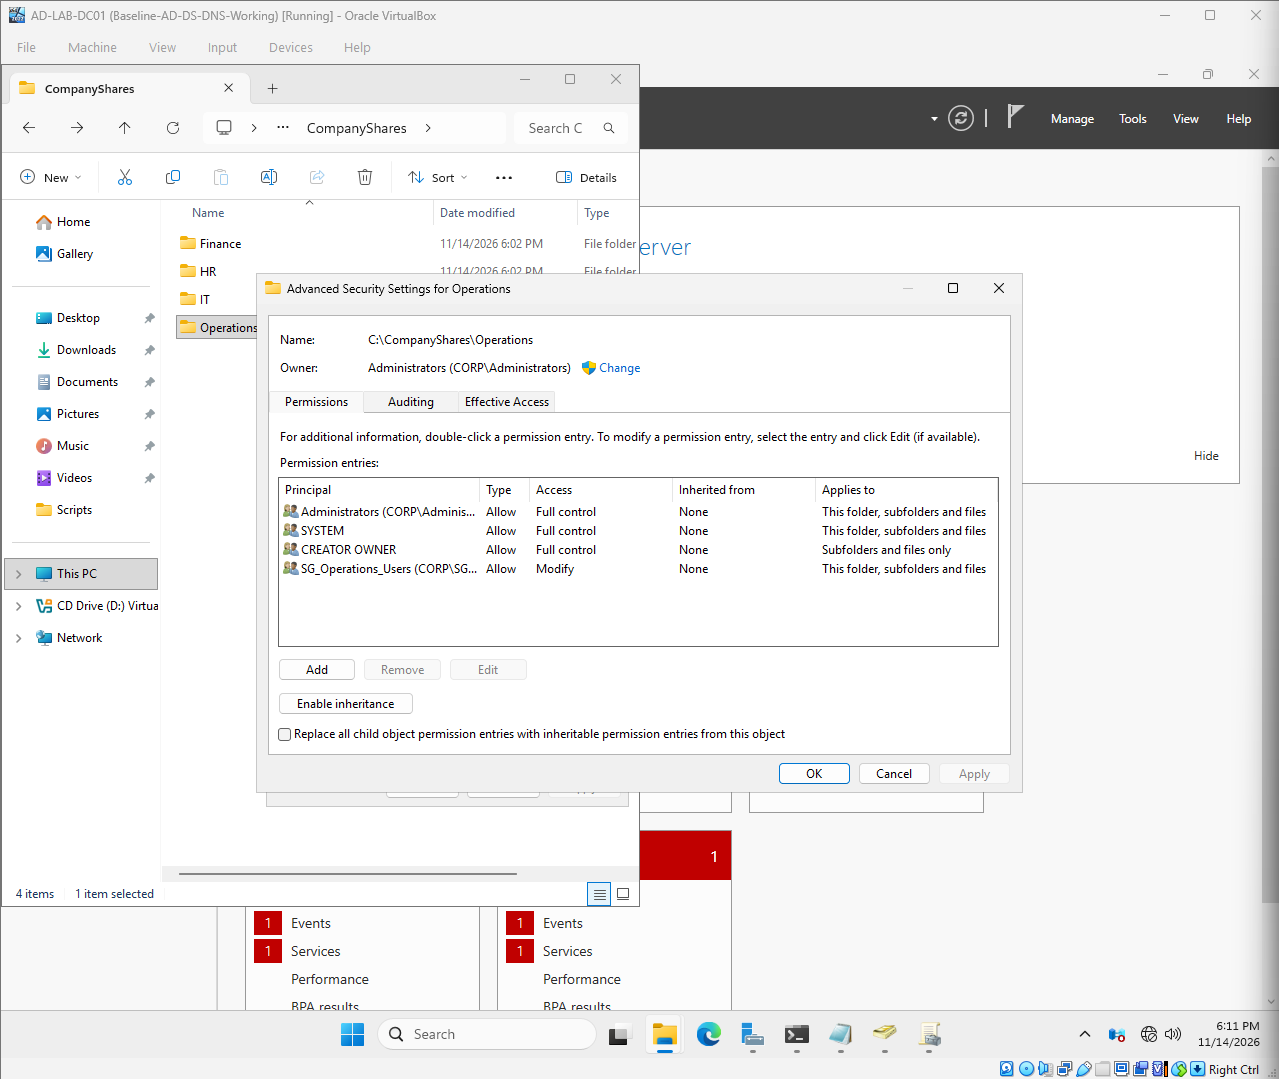 AD-LAB-DC01 (Baseline-AD-DS-DNS-Working) [Running] - Oracle VirtualBox
File Machine View Input Devices Help
CompanyShares
CompanyShares
Search C
Manage Tools View Help
New
Sort
Details
Name Date modified Type
Home
Gallery
Desktop
Downloads
Documents
Pictures
Music
Videos
Scripts
This PC
CD Drive (D:) Virtua
Network
Finance 11/14/2026 6:02 PM File folder
HR 11/14/2026 6:02 PM File folder
IT
Operations
4 items 1 item selected
erver
Hide
Advanced Security Settings for Operations
Name: C:\CompanyShares\Operations
Owner: Administrators (CORP\Administrators) Change
Permissions Auditing Effective Access
For additional information, double-click a permission entry. To modify a permission entry, select the entry and click Edit (if available).
Permission entries:
Principal Type Access Inherited from Applies to
Administrators (CORP\Adminis... Allow Full control None This folder, subfolders and files
SYSTEM Allow Full control None This folder, subfolders and files
CREATOR OWNER Allow Full control None Subfolders and files only
SG_Operations_Users (CORP\SG... Allow Modify None This folder, subfolders and files
Add Remove Edit
Enable inheritance
Replace all child object permission entries with inheritable permission entries from this object
OK Cancel Apply
1
1 Events 1 Events
1 Services 1 Services
Performance Performance
BPA results BPA results
Search
6:11 PM
11/14/2026
Right Ctrl